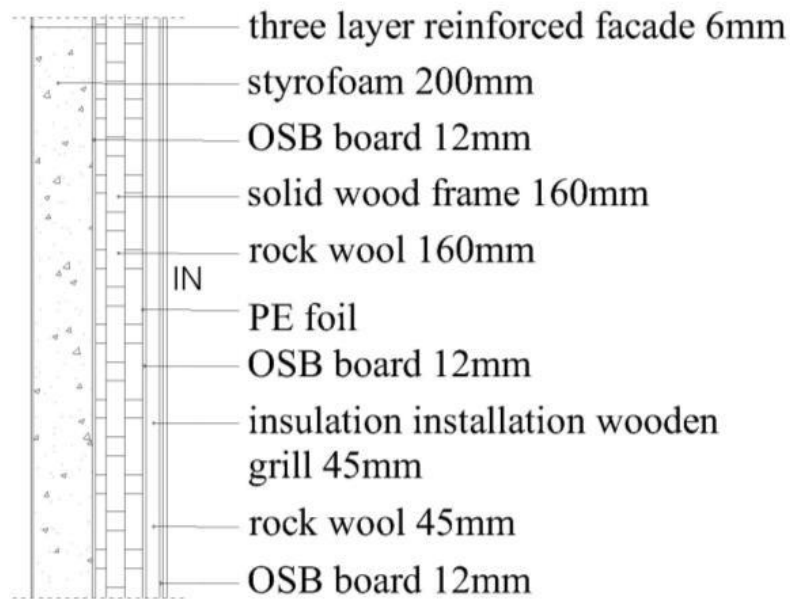 three layer reinforced facade 6mm
styrofoam 200mm
OSB board 12mm
solid wood frame 160mm
rock wool 160mm
IN
PE foil
OSB board 12mm
insulation installation wooden
grill 45mm
rock wool 45mm
OSB board 12mm